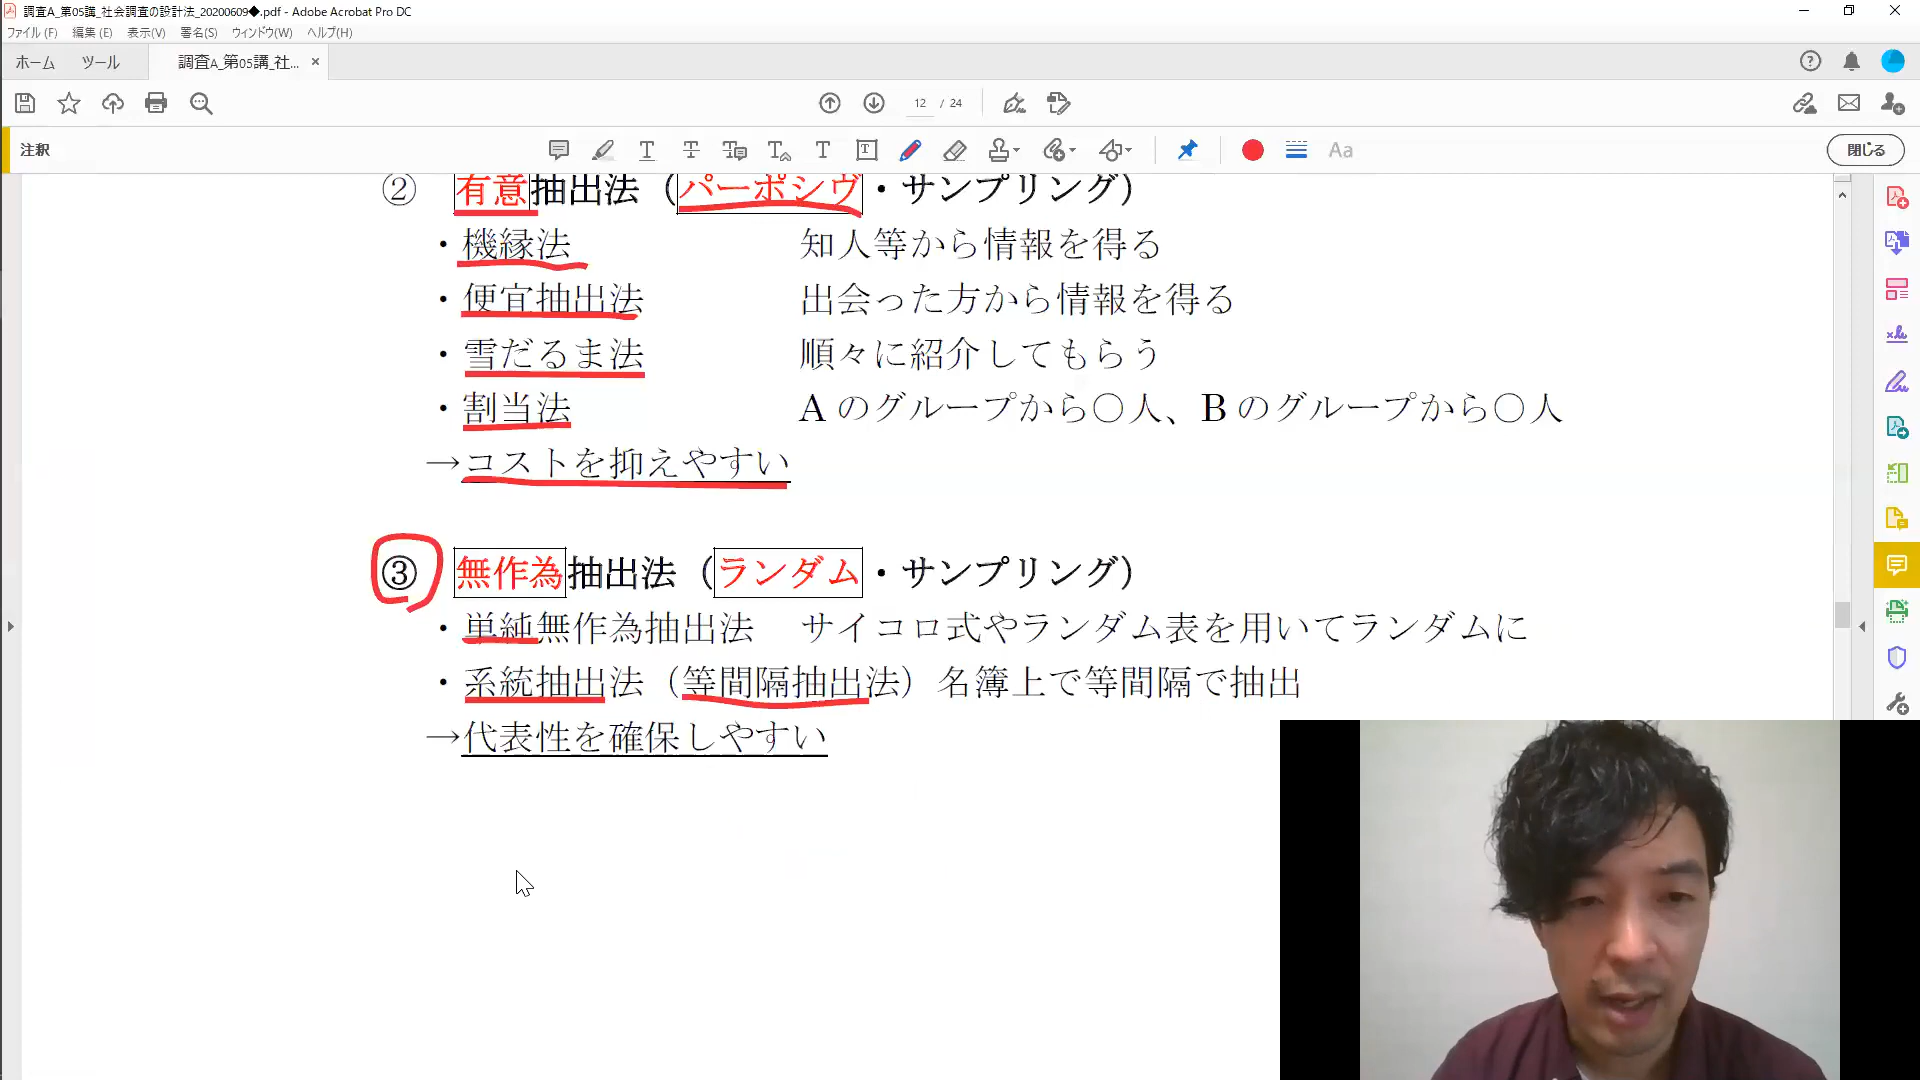 調査A_第05講_社会調査の設計法_20200609◆.pdf - Adobe Acrobat Pro DC
ファイル(F) 編集(E) 表示(V) 署名(S) ウィンドウ(W) ヘルプ(H)
ホーム ツール 調査A_第05講_社... ×
12 / 24
注釈 Aa 閉じる
② 有意抽出法（パーポシヴ・サンプリング）
・機縁法 知人等から情報を得る
・便宜抽出法 出会った方から情報を得る
・雪だるま法 順々に紹介してもらう
・割当法 Aのグループから〇人、Bのグループから〇人
→コストを抑えやすい
③ 無作為抽出法（ランダム・サンプリング）
・単純無作為抽出法 サイコロ式やランダム表を用いてランダムに
・系統抽出法（等間隔抽出法）名簿上で等間隔で抽出
→代表性を確保しやすい